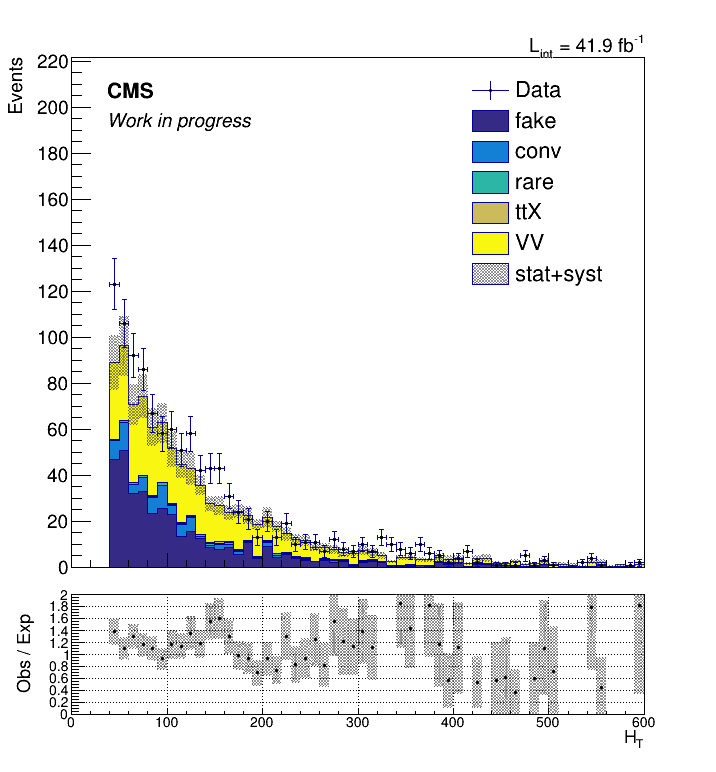 L_int = 41.9 fb^-1
Events
220
200
180
160
140
120
100
80
60
40
20
0
CMS
Work in progress
Data
fake
conv
rare
ttX
VV
stat+syst
Obs / Exp
2
1.8
1.6
1.4
1.2
1
0.8
0.6
0.4
0.2
0
0 100 200 300 400 500 600
H_T